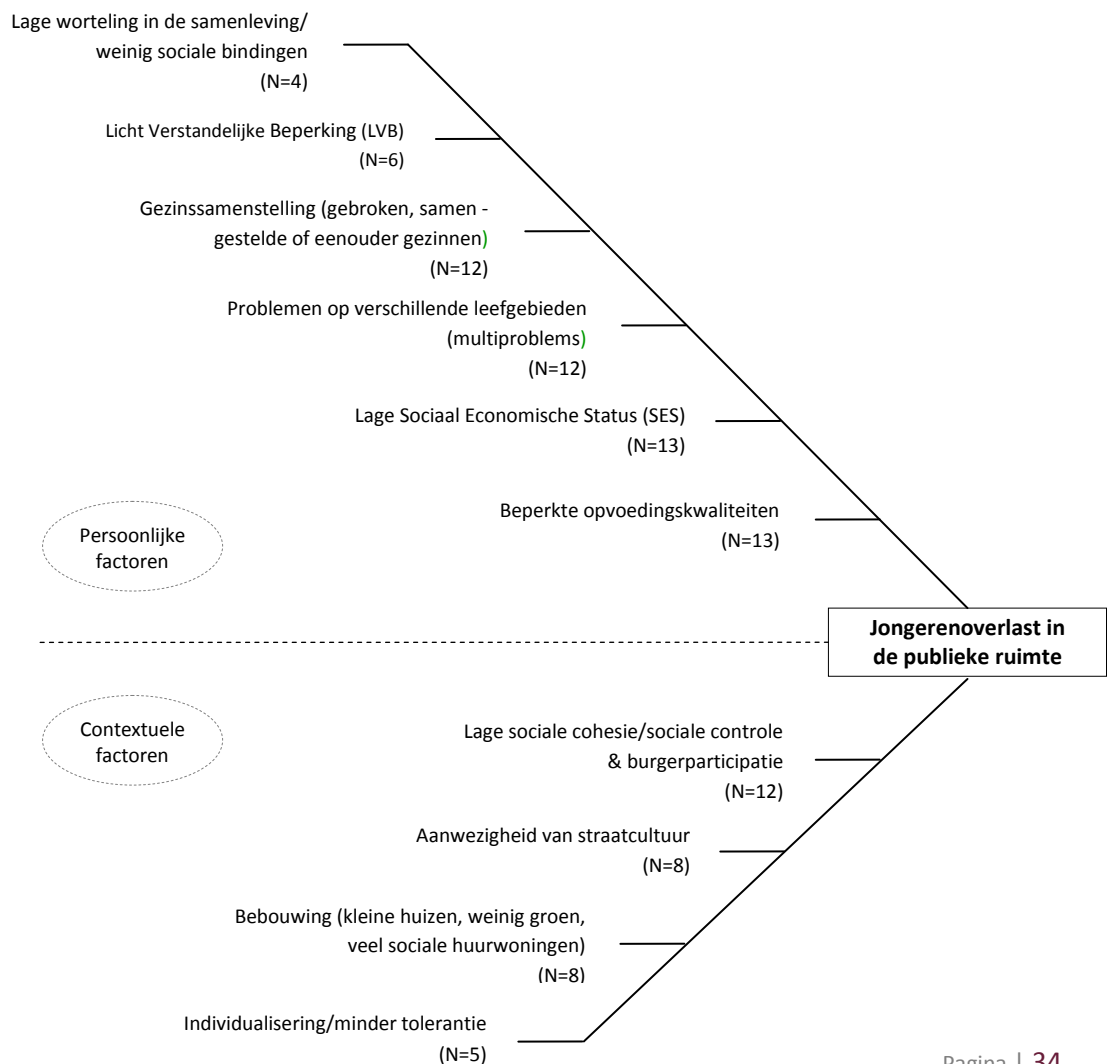 Lage worteling in de samenleving/
weinig sociale bindingen
(N=4)
Licht Verstandelijke Beperking (LVB)
(N=6)
Gezinssamenstelling (gebroken, samen -
gestelde of eenouder gezinnen)
(N=12)
Problemen op verschillende leefgebieden
(multiproblems)
(N=12)
Lage Sociaal Economische Status (SES)
(N=13)
Beperkte opvoedingskwaliteiten
(N=13)
Persoonlijke
factoren
Jongerenoverlast in
de publieke ruimte
Contextuele
factoren
Lage sociale cohesie/sociale controle
& burgerparticipatie
(N=12)
Aanwezigheid van straatcultuur
(N=8)
Bebouwing (kleine huizen, weinig groen,
veel sociale huurwoningen)
(N=8)
Individualisering/minder tolerantie
(N=5)
Pagina | 34